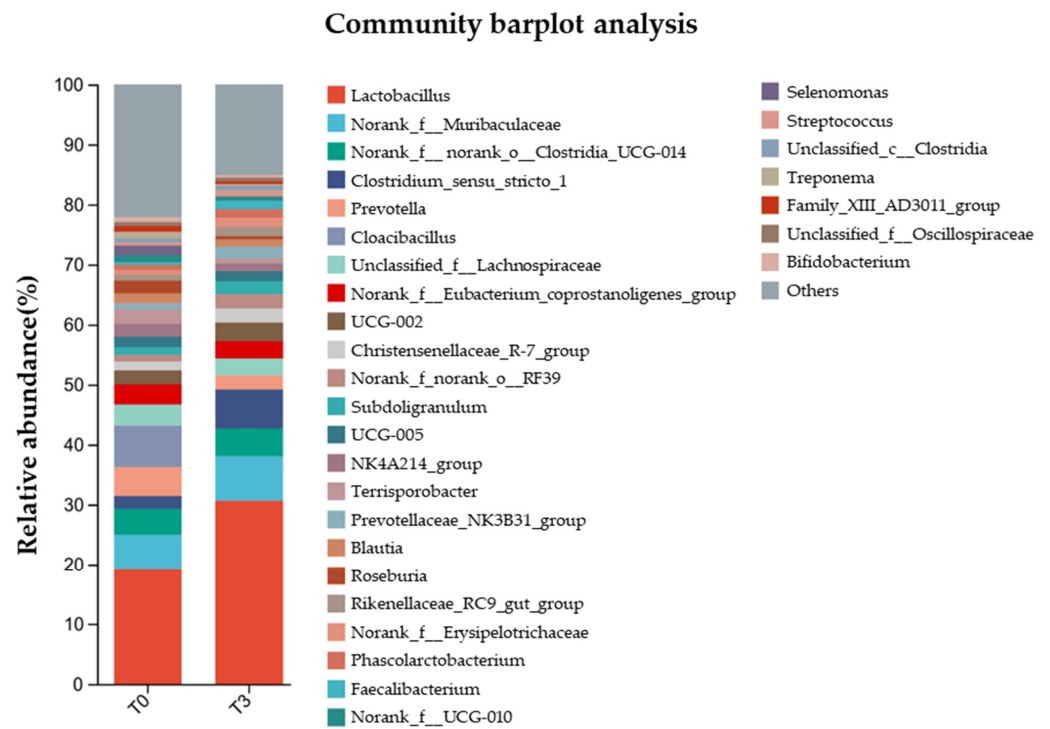 Community barplot analysis
Relative abundance(%)
100
90
80
70
60
50
40
30
20
10
0
T0
T3
Lactobacillus
Norank_f__Muribaculaceae
Norank_f__ norank_o__Clostridia_UCG-014
Clostridium_sensu_stricto_1
Prevotella
Cloacibacillus
Unclassified_f__Lachnospiraceae
Norank_f__Eubacterium_coprostanoligenes_group
UCG-002
Christensenellaceae_R-7_group
Norank_f_norank_o__RF39
Subdoligranulum
UCG-005
NK4A214_group
Terrisporobacter
Prevotellaceae_NK3B31_group
Blautia
Roseburia
Rikenellaceae_RC9_gut_group
Norank_f__Erysipelotrichaceae
Phascolarctobacterium
Faecalibacterium
Norank_f__UCG-010
Selenomonas
Streptococcus
Unclassified_c__Clostridia
Treponema
Family_XIII_AD3011_group
Unclassified_f__Oscillospiraceae
Bifidobacterium
Others